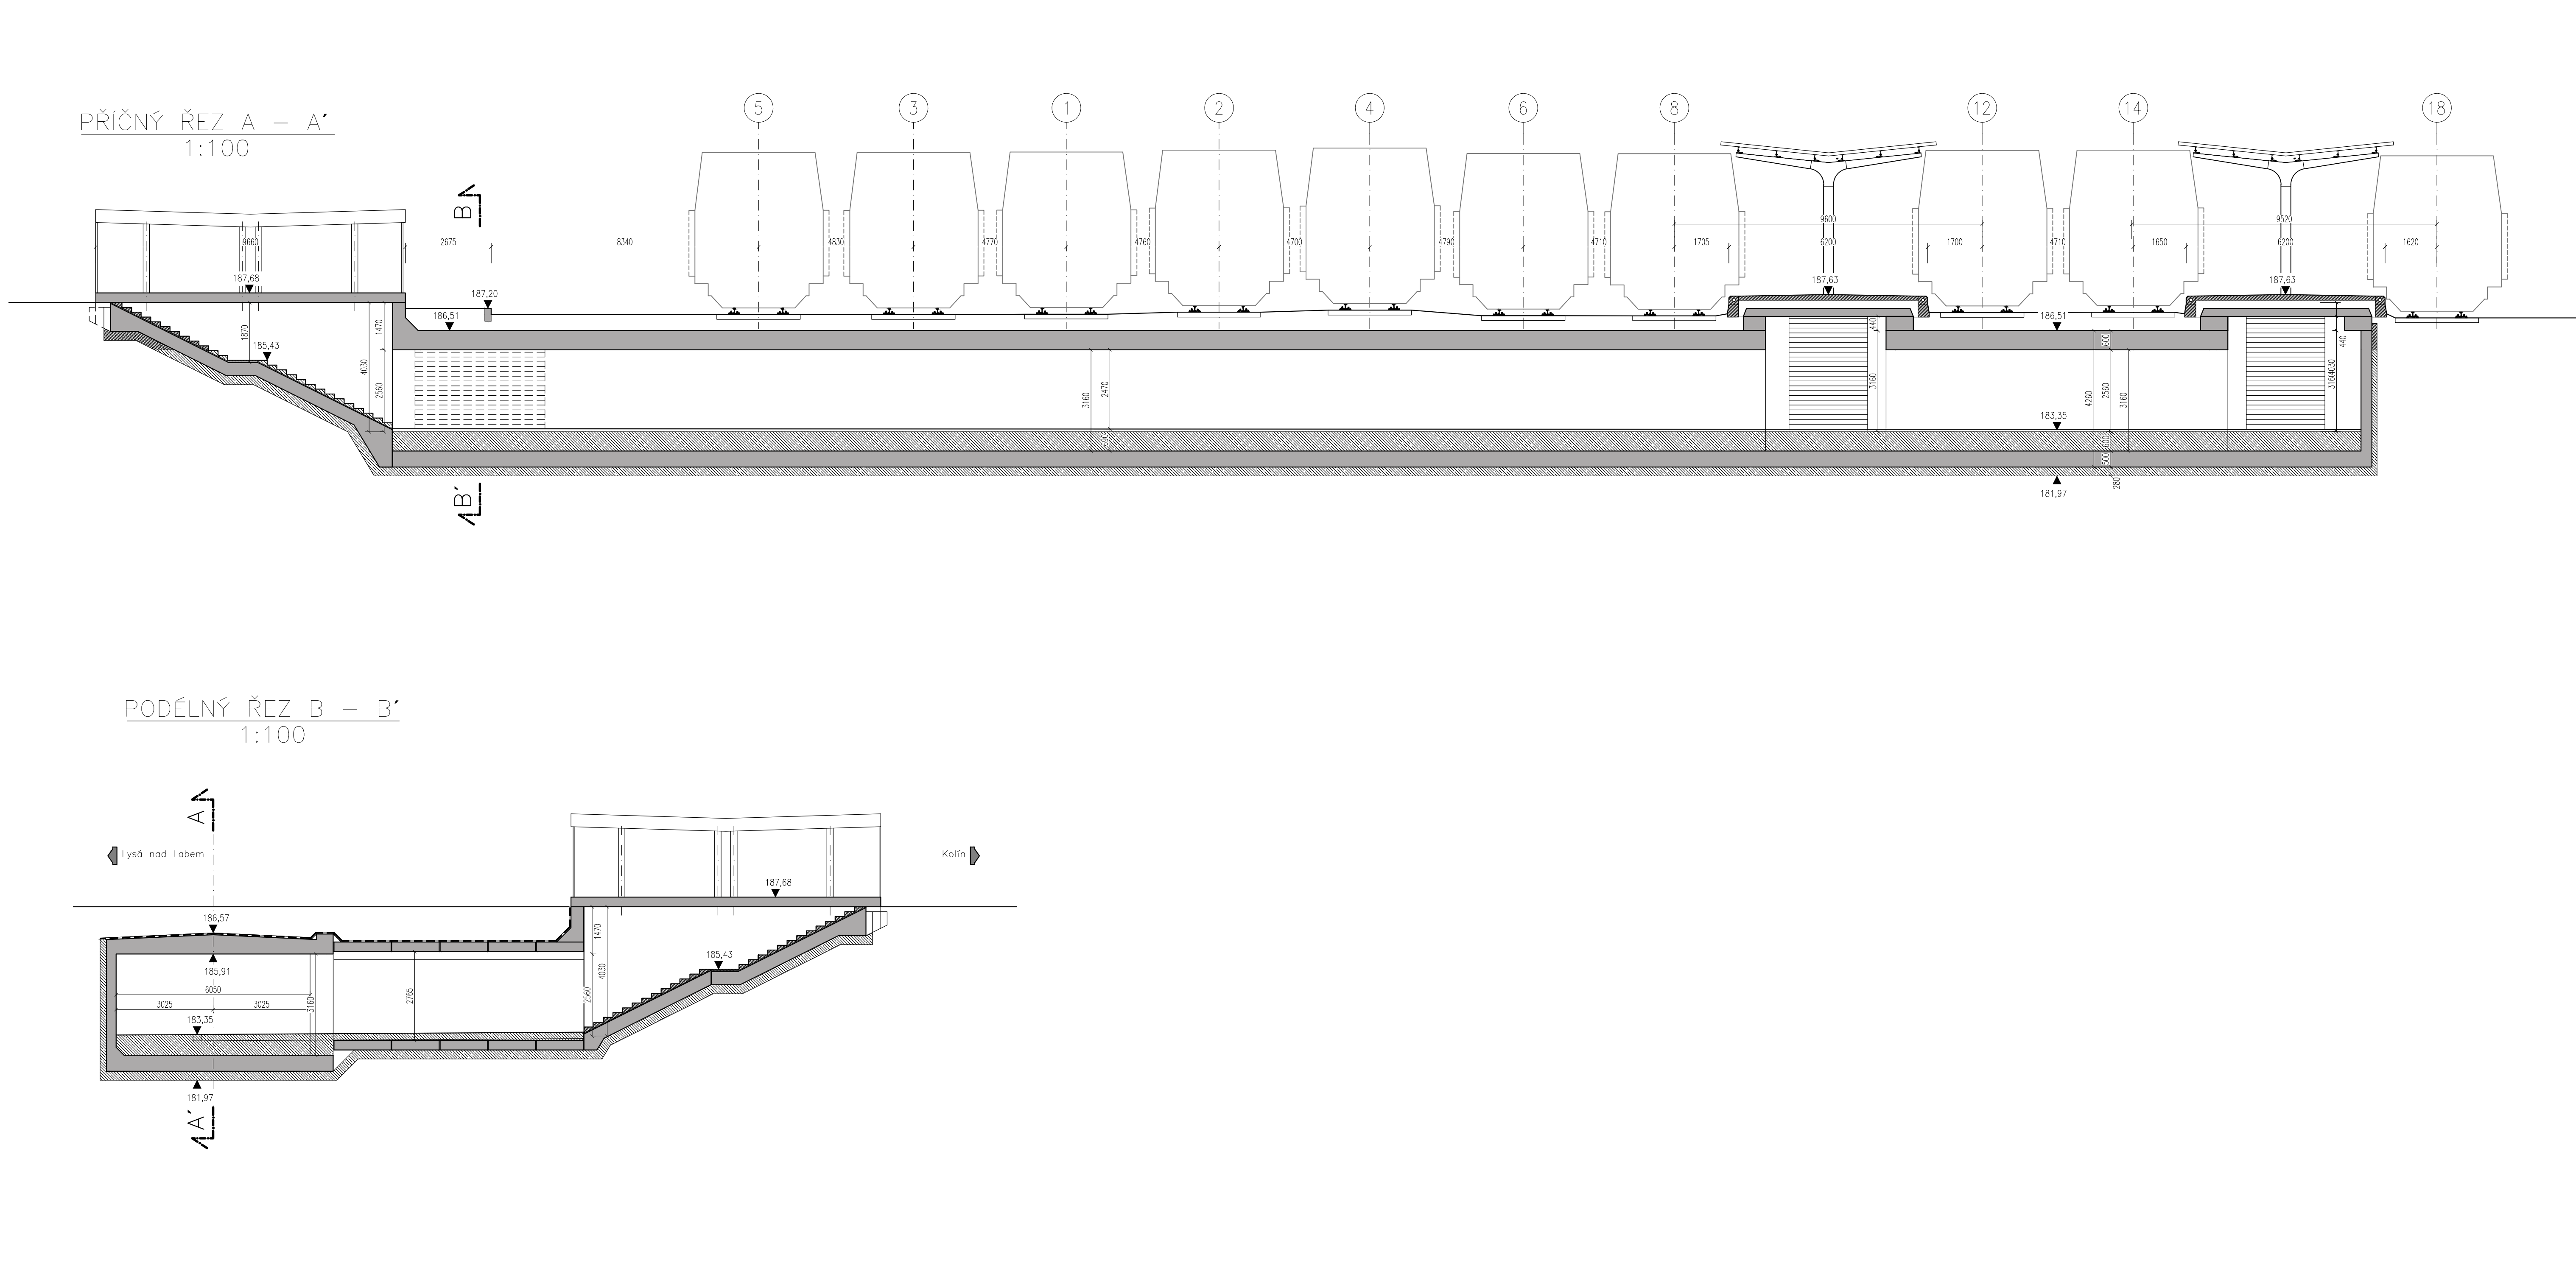 PŘÍČNÝ ŘEZ A – A´
1:100
5 3 1 2 4 6 8 12 14 18
B
9600 9520
9660 2675 8340 4830 4770 4760 4700 4790 4710 1705 6200 1700 4710 1650 6200 1620
187,68 187,20 187,63 187,63
186,51 186,51
1870 1470 440 600 440
185,43
4030 2560 3160 2470 3160 4260 2560 3160 4030
183,35
600 500
280
B´
181,97
PODÉLNÝ ŘEZ B – B´
1:100
A
Lysá nad Labem Kolín
187,68
186,57
1470
185,43
185,91
4030
6050 3160 2765 2560
3025 3025
183,35
181,97
A´